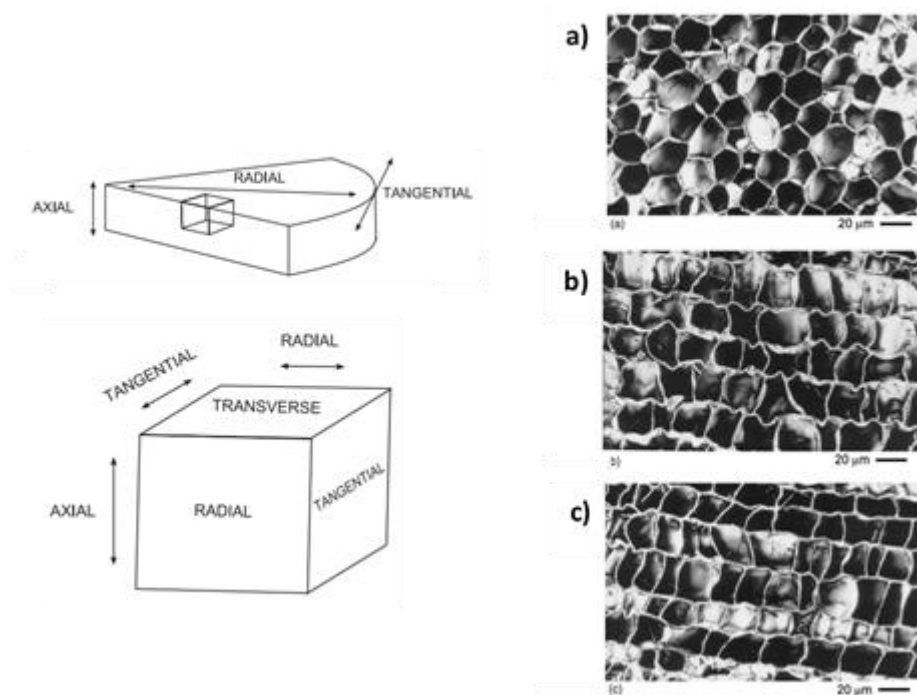 RADIAL
AXIAL
TANGENTIAL
RADIAL
TANGENTIAL
TRANSVERSE
AXIAL
RADIAL
TANGENTIAL
a)
(a)
20 μm
b)
b)
20 μm
c)
(c)
20 μm